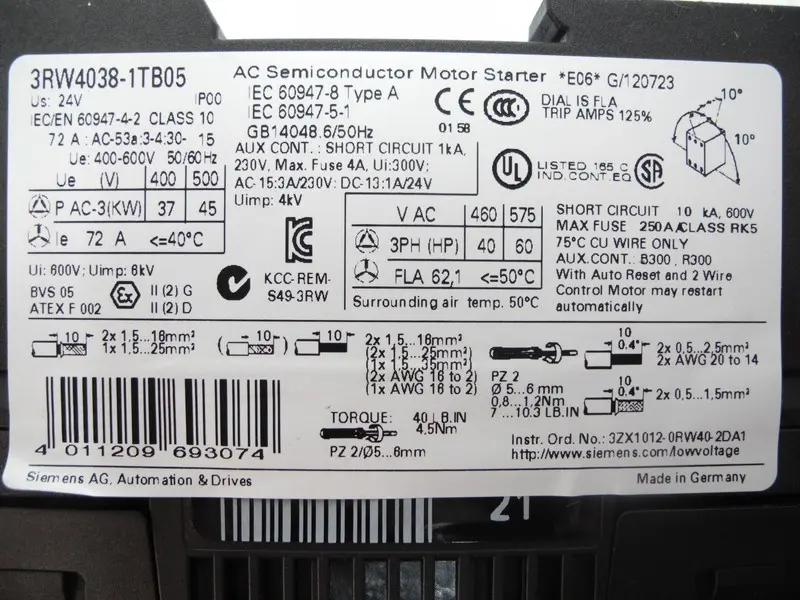 3RW4038-1TB05
Us: 24V IP00
IEC/EN 60947-4-2 CLASS 10
72 A : AC-53a:3-4:30- 15
Ue: 400-600V 50/60Hz
Ue (V) 400 500
P AC-3(KW) 37 45
Ie 72 A <=40°C
Ui: 600V; Uimp: 6kV
BVS 05
ATEX F 002
Ex
II (2) G
II (2) D
AC Semiconductor Motor Starter *E06* G/120723
IEC 60947-8 Type A
IEC 60947-5-1
GB14048.6/50Hz
AUX CONT.: SHORT CIRCUIT 1kA,
230V, Max. Fuse 4A, Ui:300V;
AC-15:3A/230V: DC-13:1A/24V
Uimp: 4kV
CE
0158
CCC
DIAL IS FLA
TRIP AMPS 125%
UL
LISTED 165 C
IND. CONT. EQ
SA
10°
10°
KCC-REM-
S49-3RW
V AC 460 575
3PH (HP) 40 60
FLA 62,1 <=50°C
Surrounding air temp. 50°C
SHORT CIRCUIT 10 kA, 600V
MAX FUSE 250A/CLASS RK5
75°C CU WIRE ONLY
AUX.CONT.: B300, R300
With Auto Reset and 2 Wire
Control Motor may restart
automatically
10
2x 1,5...16mm²
1x 1,5...25mm²
( 10 )
10
2x 1,5...16mm²
(2x 1,5...25mm²)
(1x 1,5...35mm²)
(2x AWG 16 to 2)
(1x AWG 16 to 2)
TORQUE: 40 LB.IN
4,5Nm
PZ 2/Ø5...6mm
PZ 2
Ø 5...6 mm
0,8...1,2Nm
7 ...10.3 LB.IN
10
0.4"
2x 0,5...2,5mm²
2x AWG 20 to 14
10
0.4"
2x 0,5...1,5mm²
4 011209 693074
Instr. Ord. No.: 3ZX1012-0RW40-2DA1
http://www.siemens.com/lowvoltage
Siemens AG, Automation & Drives
Made in Germany
21